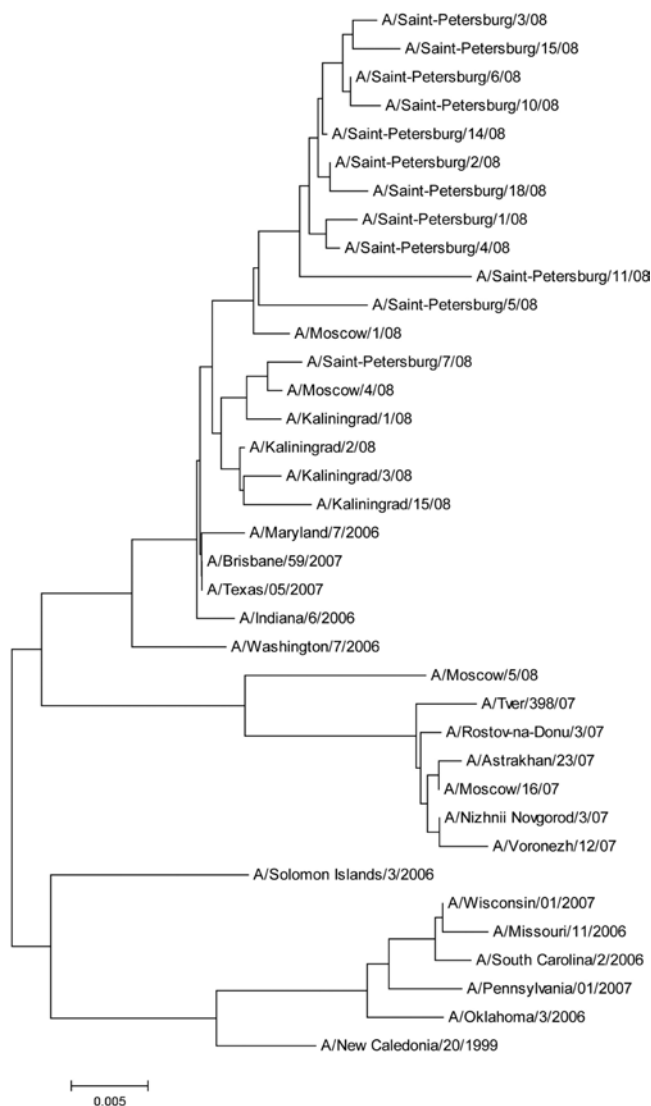 A/Saint-Petersburg/3/08
A/Saint-Petersburg/15/08
A/Saint-Petersburg/6/08
A/Saint-Petersburg/10/08
A/Saint-Petersburg/14/08
A/Saint-Petersburg/2/08
A/Saint-Petersburg/18/08
A/Saint-Petersburg/1/08
A/Saint-Petersburg/4/08
A/Saint-Petersburg/11/08
A/Saint-Petersburg/5/08
A/Moscow/1/08
A/Saint-Petersburg/7/08
A/Moscow/4/08
A/Kaliningrad/1/08
A/Kaliningrad/2/08
A/Kaliningrad/3/08
A/Kaliningrad/15/08
A/Maryland/7/2006
A/Brisbane/59/2007
A/Texas/05/2007
A/Indiana/6/2006
A/Washington/7/2006
A/Moscow/5/08
A/Tver/398/07
A/Rostov-na-Donu/3/07
A/Astrakhan/23/07
A/Moscow/16/07
A/Nizhnii Novgorod/3/07
A/Voronezh/12/07
A/Solomon Islands/3/2006
A/Wisconsin/01/2007
A/Missouri/11/2006
A/South Carolina/2/2006
A/Pennsylvania/01/2007
A/Oklahoma/3/2006
A/New Caledonia/20/1999
0.005